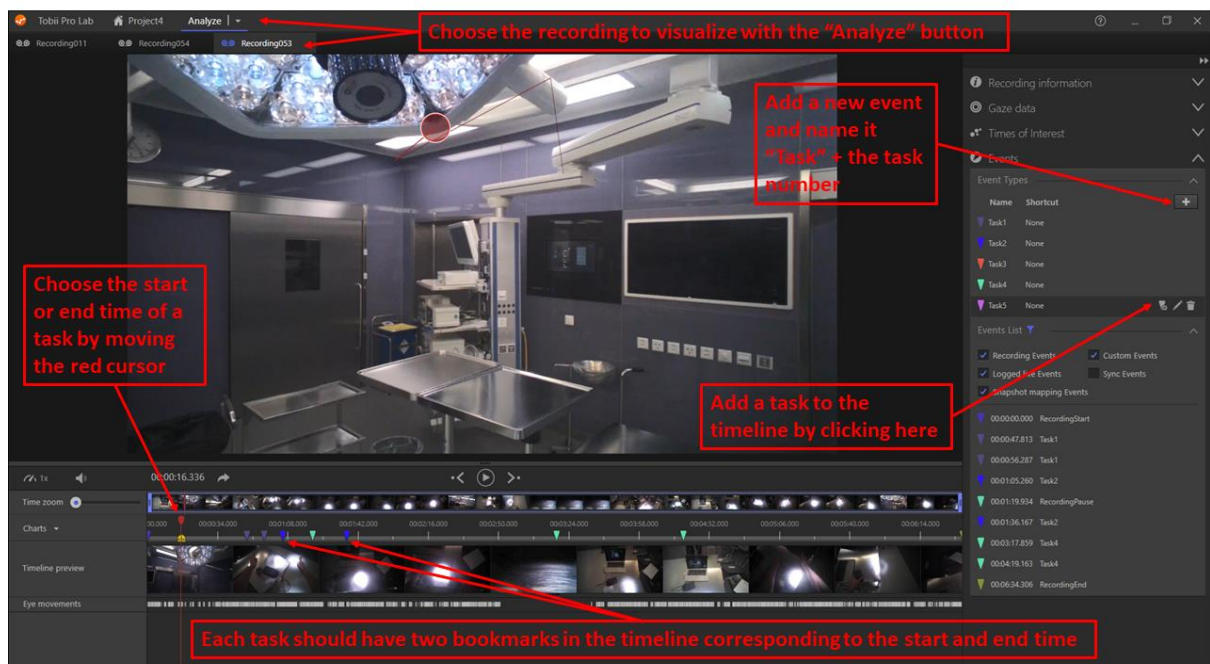 Tobii Pro Lab Project4 Analyze
Choose the recording to visualize with the “Analyze” button
Recording011 Recording054 Recording053
Recording information
Gaze data
Times of Interest
Events
Add a new event
and name it
“Task” + the task
number
Event Types
Name Shortcut
Task1 None
Task2 None
Task3 None
Task4 None
Task5 None
Choose the start
or end time of a
task by moving
the red cursor
Events List
Recording Events Custom Events
Logged live Events Sync Events
Snapshot mapping Events
Add a task to the
timeline by clicking here
00:00:00.000 RecordingStart
00:00:47.813 Task1
00:00:56.287 Task1
00:01:05.260 Task2
00:01:19.934 RecordingPause
00:01:36.167 Task2
00:03:17.859 Task4
00:04:19.163 Task4
00:06:34.306 RecordingEnd
1x 00:00:16.336
Time zoom
Charts 00.000 00:00:34.000 00:01:08.000 00:01:42.000 00:02:16.000 00:02:50.000 00:03:24.000 00:03:58.000 00:04:32.000 00:05:06.000 00:05:40.000 00:06:14.000
Timeline preview
Eye movements
Each task should have two bookmarks in the timeline corresponding to the start and end time